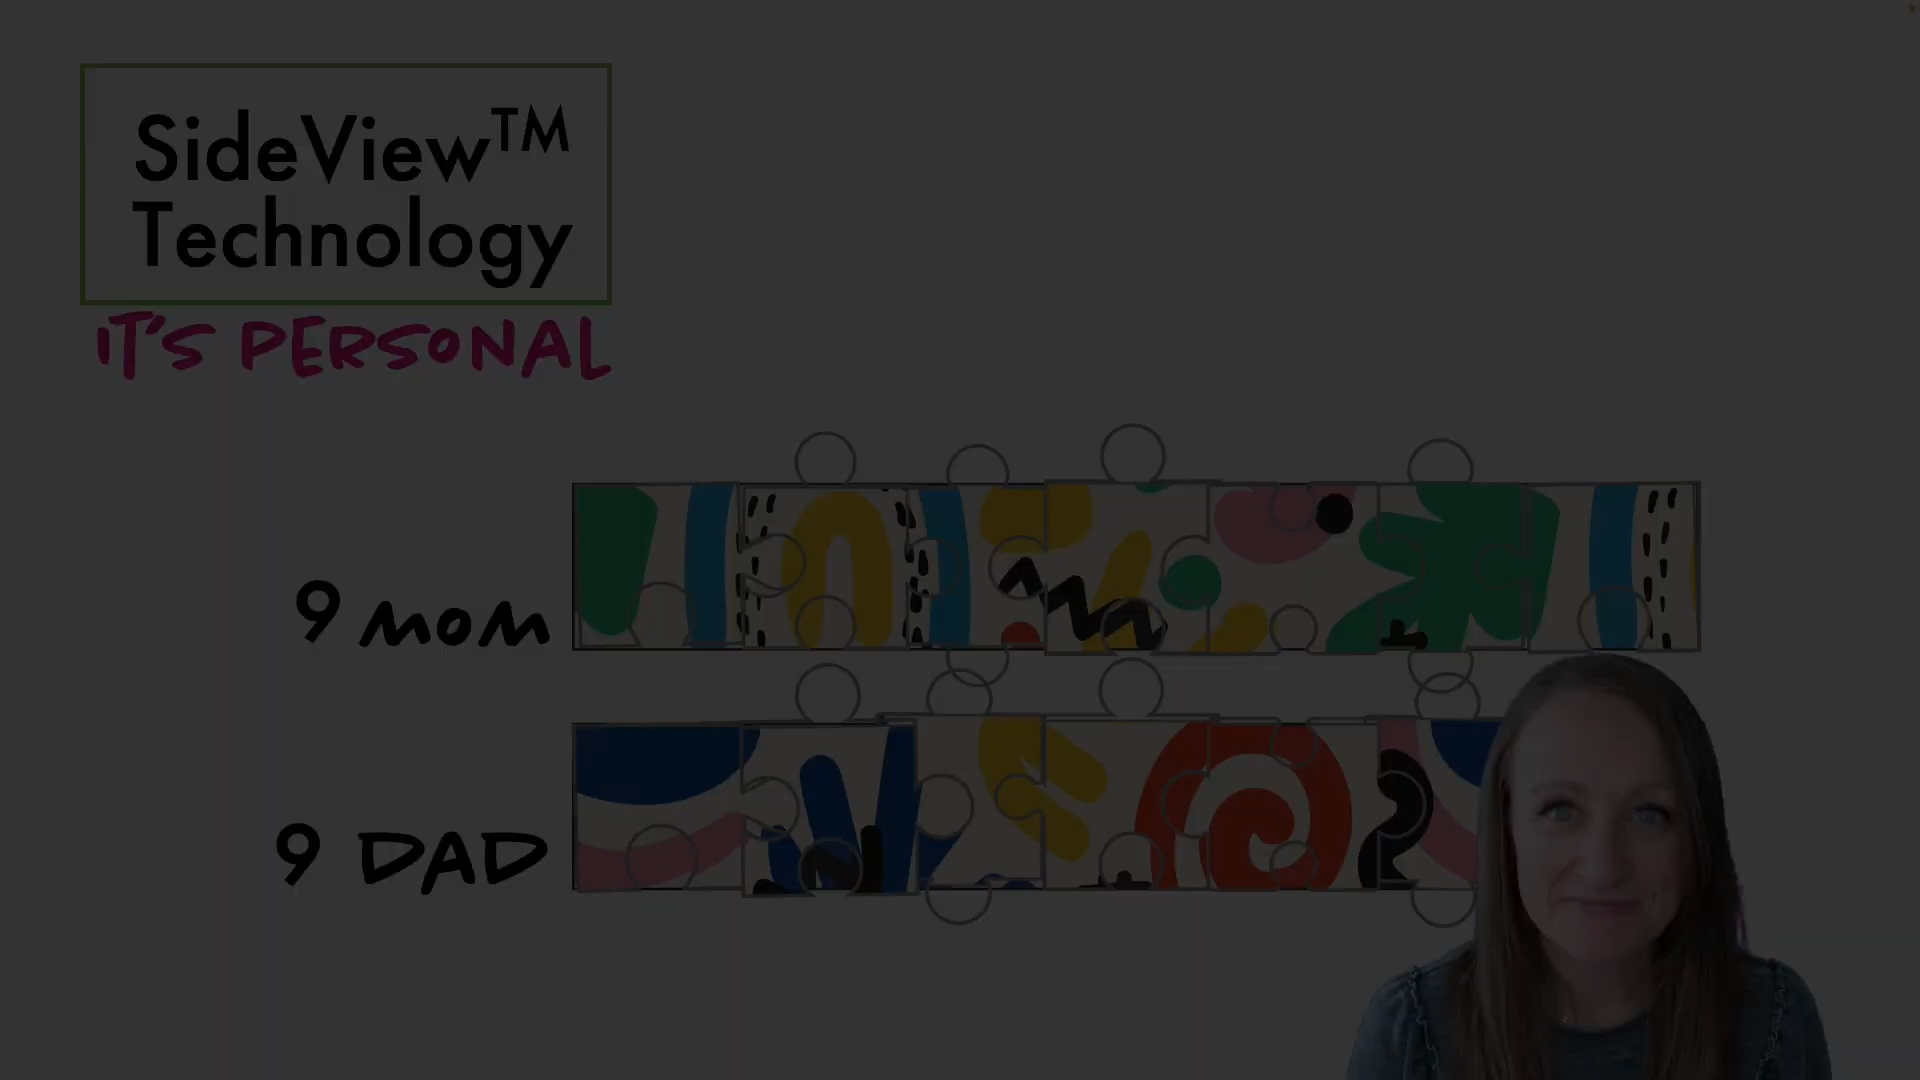 SideView™
Technology
IT'S PERSONAL
9 MOM
9 DAD